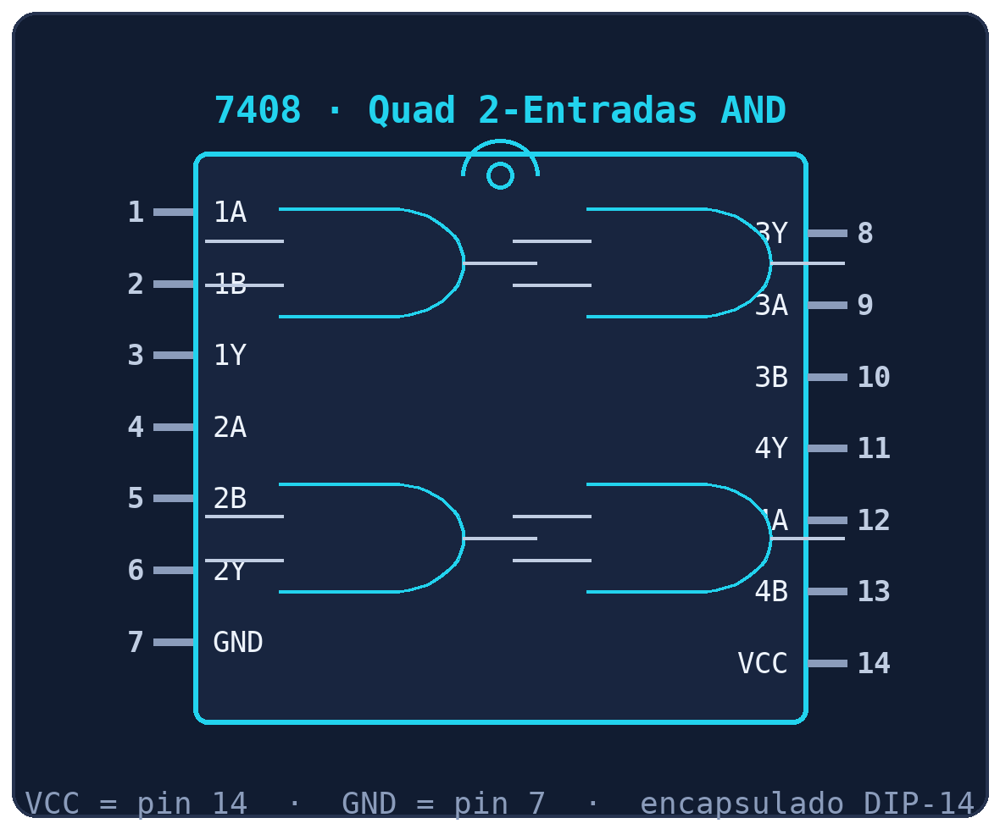 7408 · Quad 2-Entradas AND
1 1A
2 1B
3 1Y
4 2A
5 2B
6 2Y
7 GND
3Y 8
3A 9
3B 10
4Y 11
4A 12
4B 13
VCC 14
VCC = pin 14 · GND = pin 7 · encapsulado DIP-14